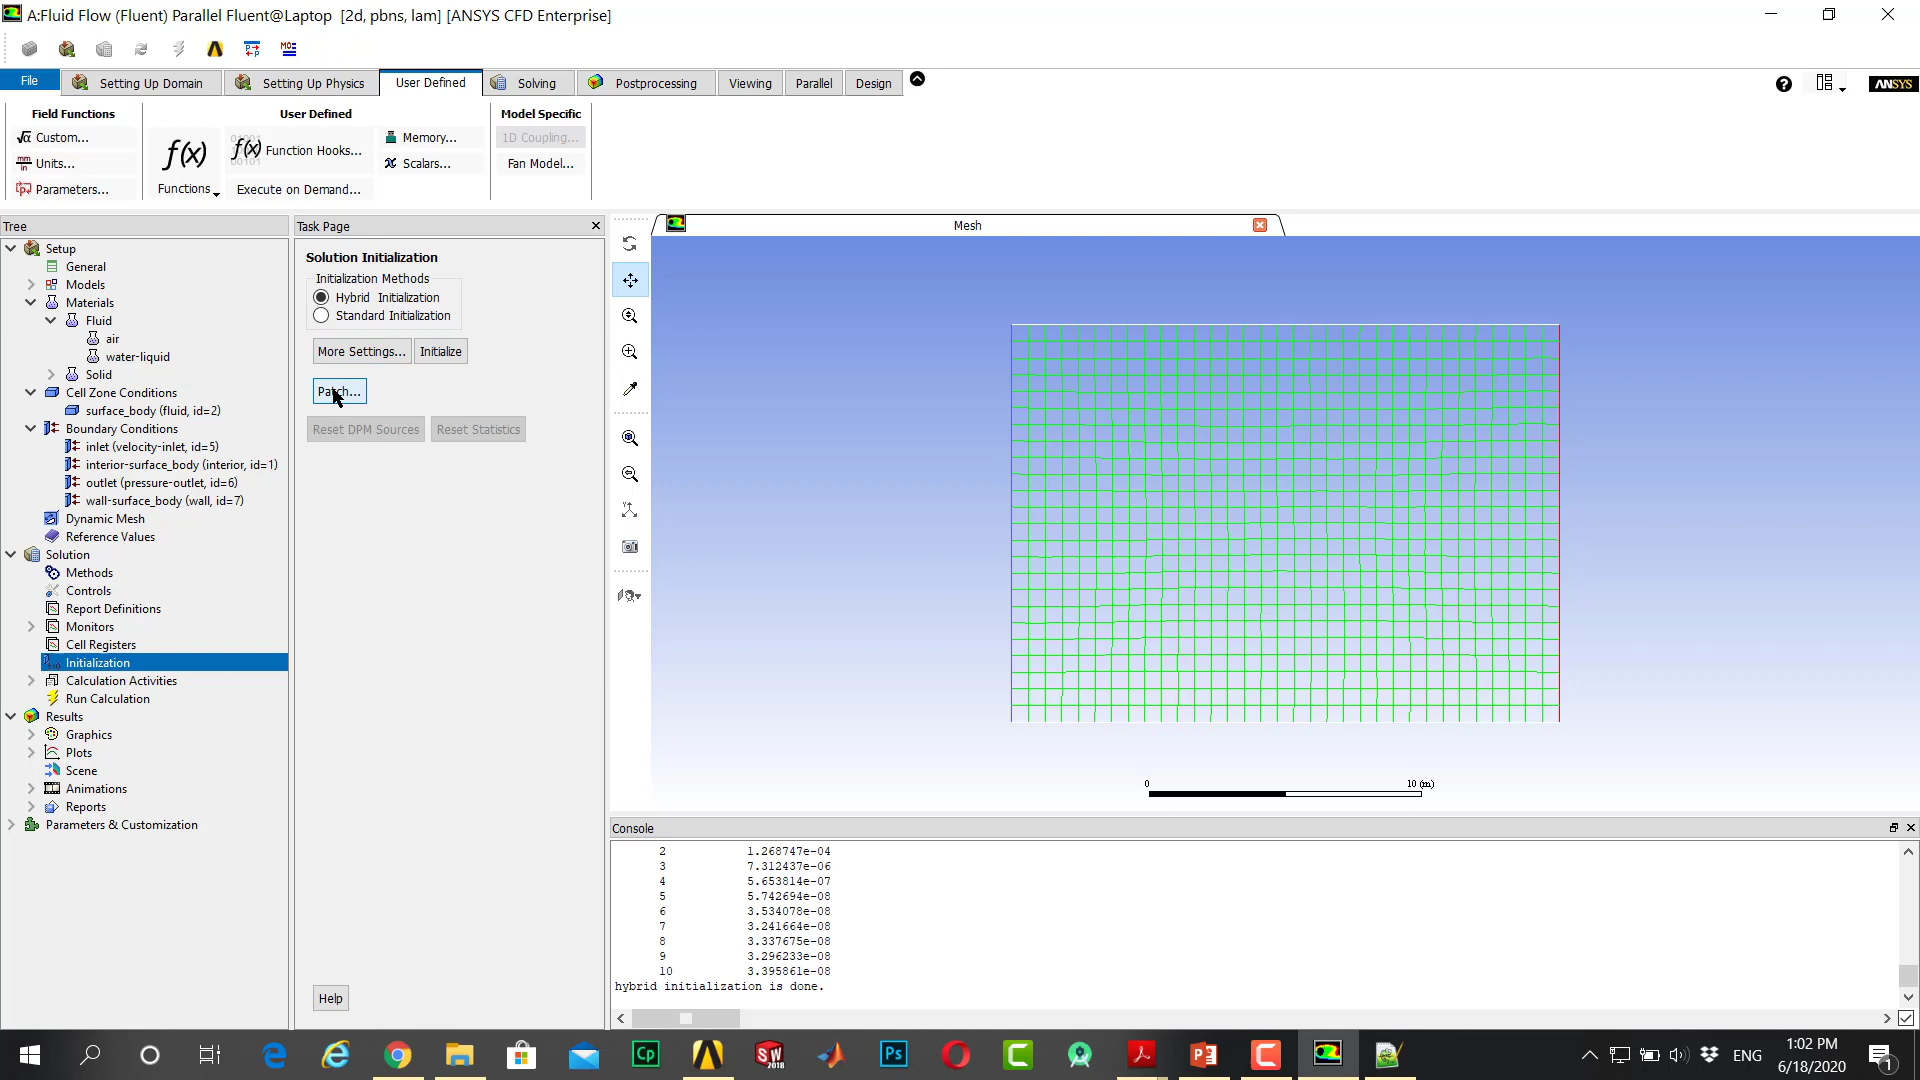 A:Fluid Flow (Fluent) Parallel Fluent@Laptop [2d, pbns, lam] [ANSYS CFD Enterprise]
File
Setting Up Domain
Setting Up Physics
User Defined
Solving
Postprocessing
Viewing
Parallel
Design
ANSYS
Field Functions
User Defined
Model Specific
Custom...
Units...
Parameters...
f(x)
Functions
f(x) Function Hooks...
Execute on Demand...
Memory...
Scalars...
1D Coupling...
Fan Model...
Tree
Setup
General
Models
Materials
Fluid
air
water-liquid
Solid
Cell Zone Conditions
surface_body (fluid, id=2)
Boundary Conditions
inlet (velocity-inlet, id=5)
interior-surface_body (interior, id=1)
outlet (pressure-outlet, id=6)
wall-surface_body (wall, id=7)
Dynamic Mesh
Reference Values
Solution
Methods
Controls
Report Definitions
Monitors
Cell Registers
Initialization
Calculation Activities
Run Calculation
Results
Graphics
Plots
Scene
Animations
Reports
Parameters & Customization
Task Page
Solution Initialization
Initialization Methods
Hybrid Initialization
Standard Initialization
More Settings...
Initialize
Patch...
Reset DPM Sources
Reset Statistics
Help
Mesh
0
10 (m)
Console
2 1.268747e-04
3 7.312437e-06
4 5.653814e-07
5 5.742694e-08
6 3.534078e-08
7 3.241664e-08
8 3.337675e-08
9 3.296233e-08
10 3.395861e-08
hybrid initialization is done.
ENG
1:02 PM
6/18/2020
1